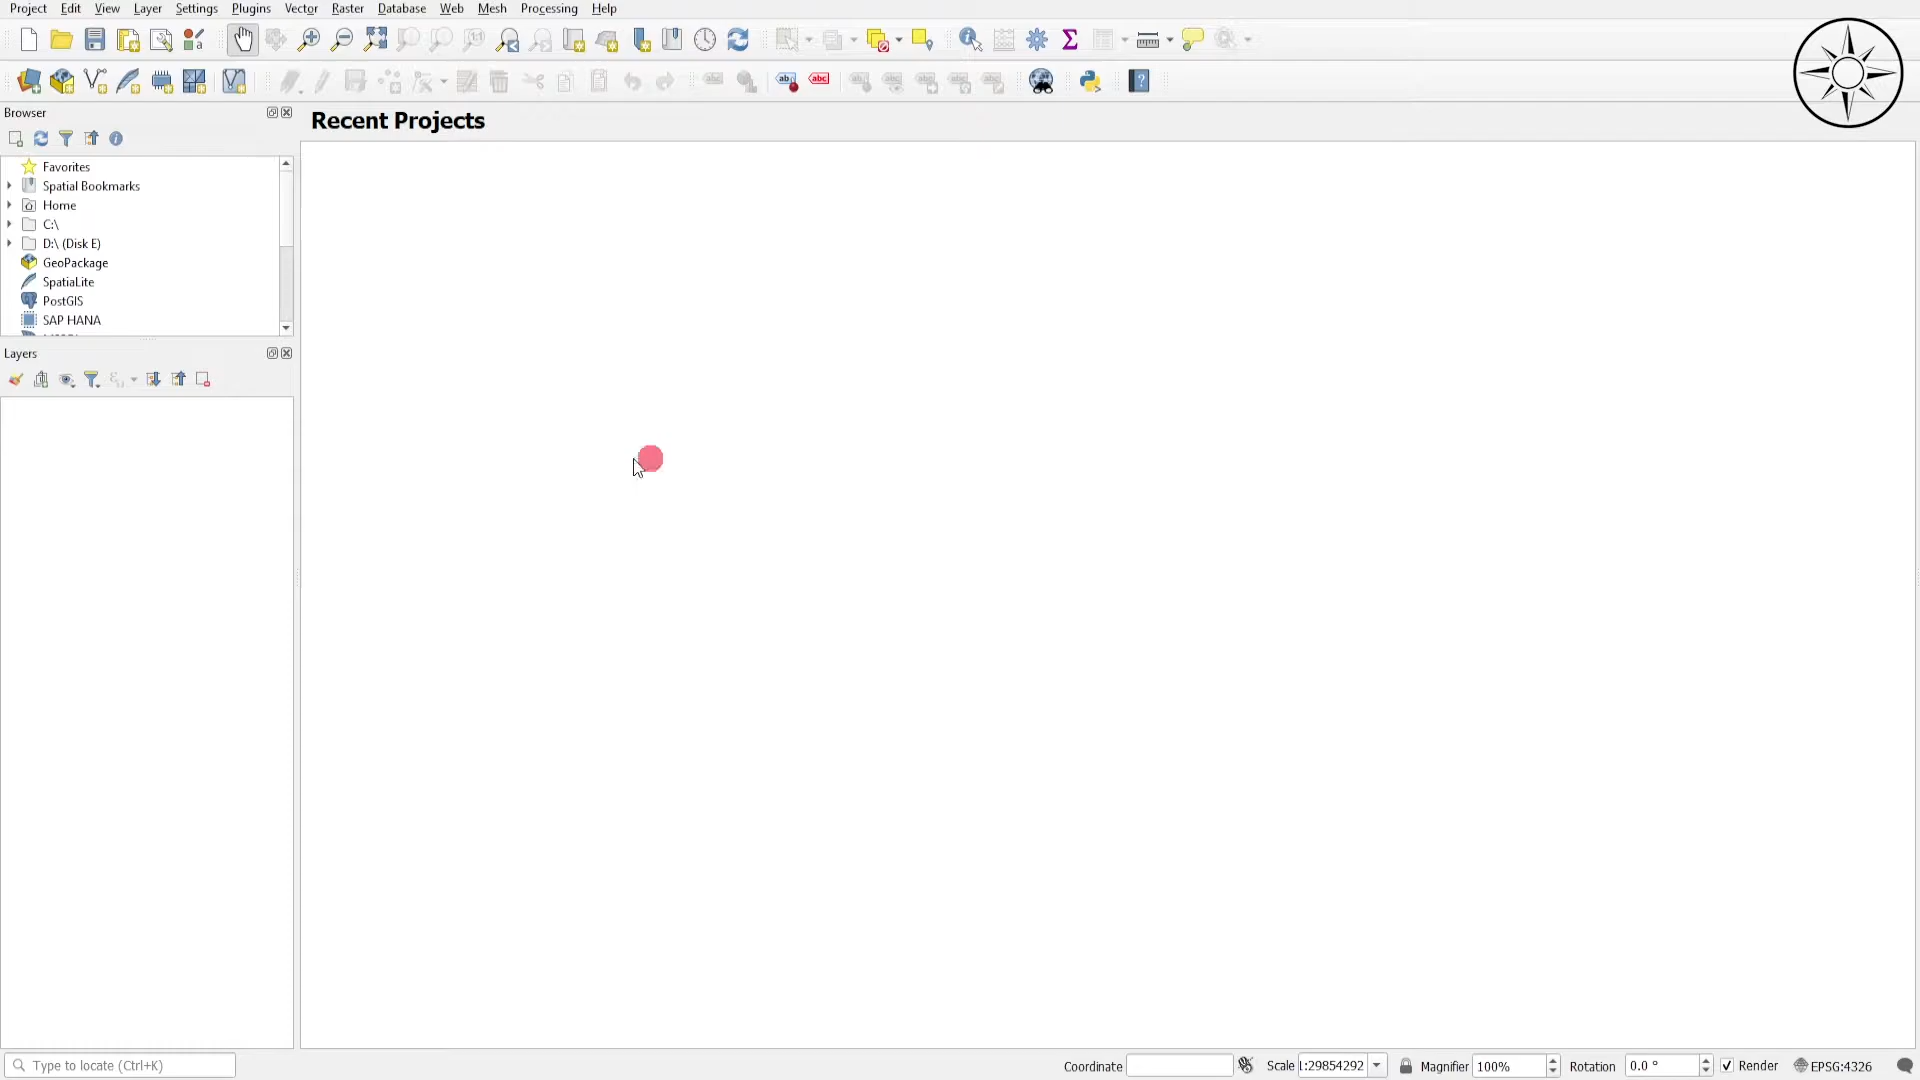 Project Edit View Layer Settings Plugins Vector Raster Database Web Mesh Processing Help
Browser
Recent Projects
Favorites
Spatial Bookmarks
Home
C:\
D:\ (Disk E)
GeoPackage
SpatiaLite
PostGIS
SAP HANA
Layers
Type to locate (Ctrl+K)
Coordinate
Scale 1:29854292
Magnifier 100%
Rotation 0.0 °
Render
EPSG:4326